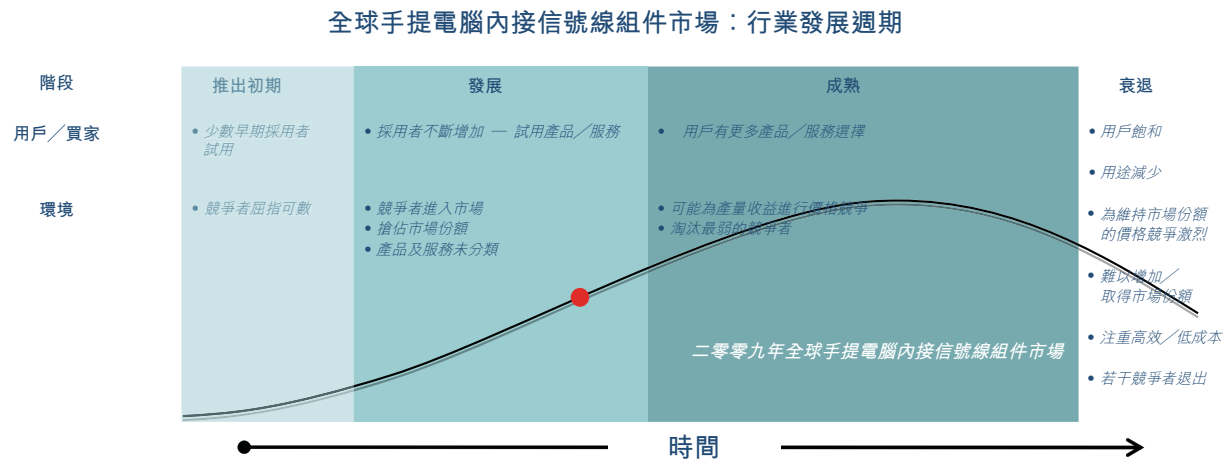 全球手提電腦內接信號線組件市場：行業發展週期
階段
推出初期
發展
成熟
衰退
用戶／買家
• 少數早期採用者
試用
• 採用者不斷增加 — 試用產品／服務
• 用戶有更多產品／服務選擇
• 用戶飽和
• 用途減少
環境
• 競爭者屈指可數
• 競爭者進入市場
• 搶佔市場份額
• 產品及服務未分類
• 可能為產量收益進行價格競爭
• 淘汰最弱的競爭者
• 為維持市場份額
的價格競爭激烈
• 難以增加／
取得市場份額
• 注重高效／低成本
• 若干競爭者退出
二零零九年全球手提電腦內接信號線組件市場
時間